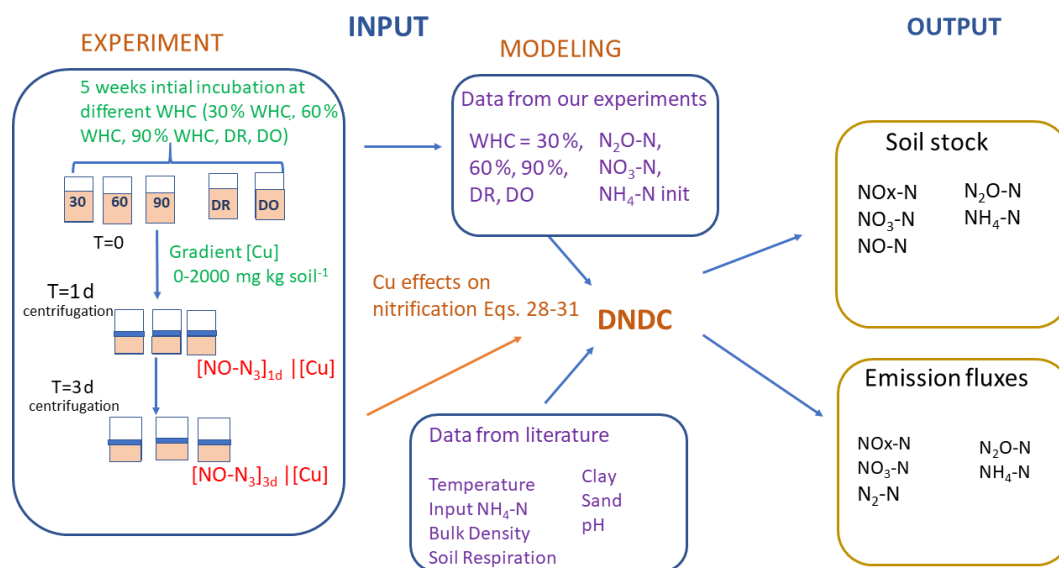 INPUT
OUTPUT
EXPERIMENT
MODELING
5 weeks intial incubation at
different WHC (30% WHC, 60%
WHC, 90% WHC, DR, DO)
30 60 90 DR DO
T=0
Gradient [Cu]
0-2000 mg kg soil⁻¹
T=1d
centrifugation
[NO-N₃]₁d |[Cu]
T=3d
centrifugation
[NO-N₃]₃d |[Cu]
Data from our experiments
WHC = 30%,
60%, 90%,
DR, DO
N₂O-N,
NO₃-N,
NH₄-N init
Cu effects on
nitrification Eqs. 28-31
DNDC
Data from literature
Temperature
Input NH₄-N
Bulk Density
Soil Respiration
Clay
Sand
pH
Soil stock
NOx-N
NO₃-N
NO-N
N₂O-N
NH₄-N
Emission fluxes
NOx-N
NO₃-N
N₂-N
N₂O-N
NH₄-N